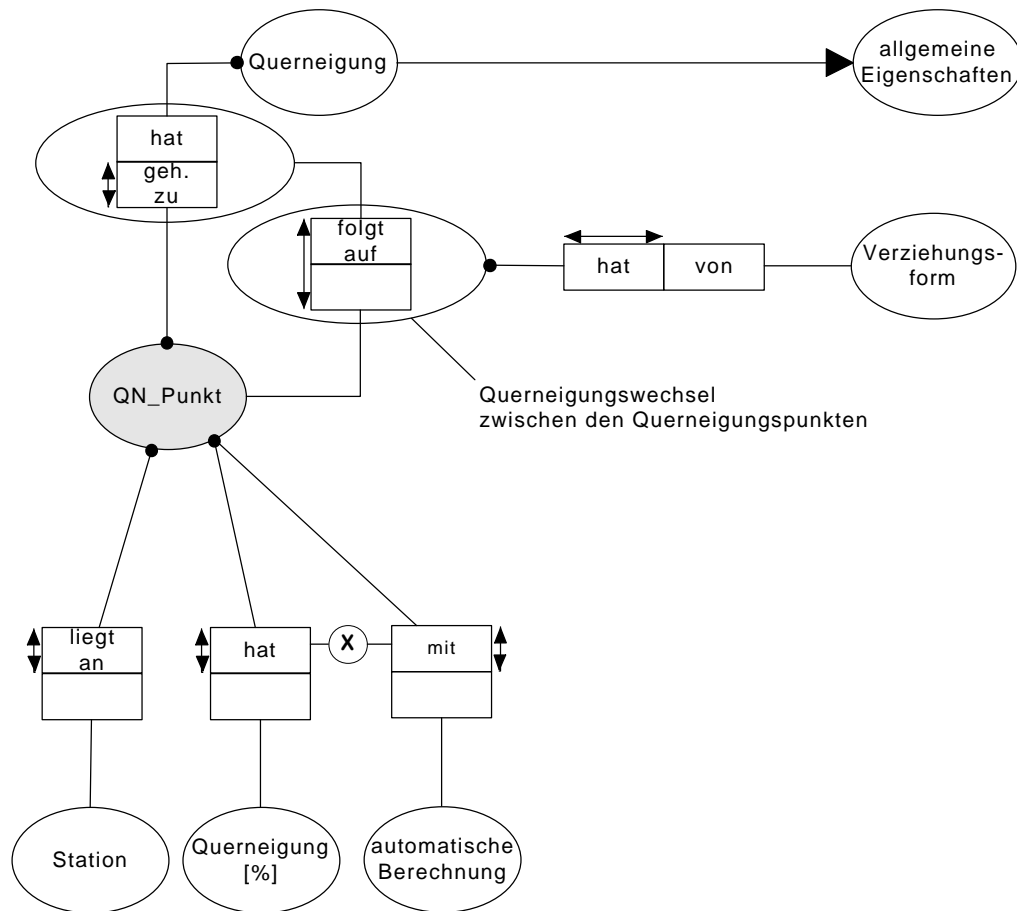 Querneigung
allgemeine
Eigenschaften
hat
geh.
zu
folgt
auf
hat
von
Verziehungs-
form
QN_Punkt
Querneigungswechsel
zwischen den Querneigungspunkten
liegt
an
hat
X
mit
Station
Querneigung
[%]
automatische
Berechnung